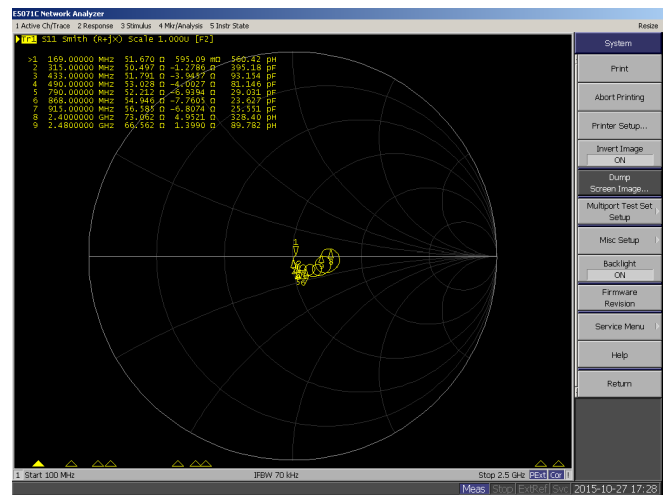 E5071C Network Analyzer
1 Active Ch/Trace 2 Response 3 Stimulus 4 Mkr/Analysis 5 Instr State
Resize
Tr1 S11 Smith (R+jX) Scale 1.000U [F2]
>1 169.00000 MHz 51.670 Ω 595.09 mΩ 560.42 pH
2 315.00000 MHz 50.497 Ω -1.2786 Ω 395.18 pF
3 433.00000 MHz 51.791 Ω -3.9457 Ω 93.154 pF
4 490.00000 MHz 53.028 Ω -4.0027 Ω 81.146 pF
5 790.00000 MHz 52.212 Ω -6.9394 Ω 29.031 pF
6 868.00000 MHz 54.946 Ω -7.7605 Ω 23.627 pF
7 915.00000 MHz 56.585 Ω -6.8074 Ω 25.551 pF
8 2.4000000 GHz 73.062 Ω 4.9521 Ω 328.40 pH
9 2.4800000 GHz 66.562 Ω 1.3990 Ω 89.782 pH
System
Print
Abort Printing
Printer Setup...
Invert Image
ON
Dump
Screen Image...
Multiport Test Set
Setup
Misc Setup
Backlight
ON
Firmware
Revision
Service Menu
Help
Return
1 Start 100 MHz
IFBW 70 kHz
Stop 2.5 GHz PExt Cor !
Meas Stop ExtRef Svc 2015-10-27 17:28